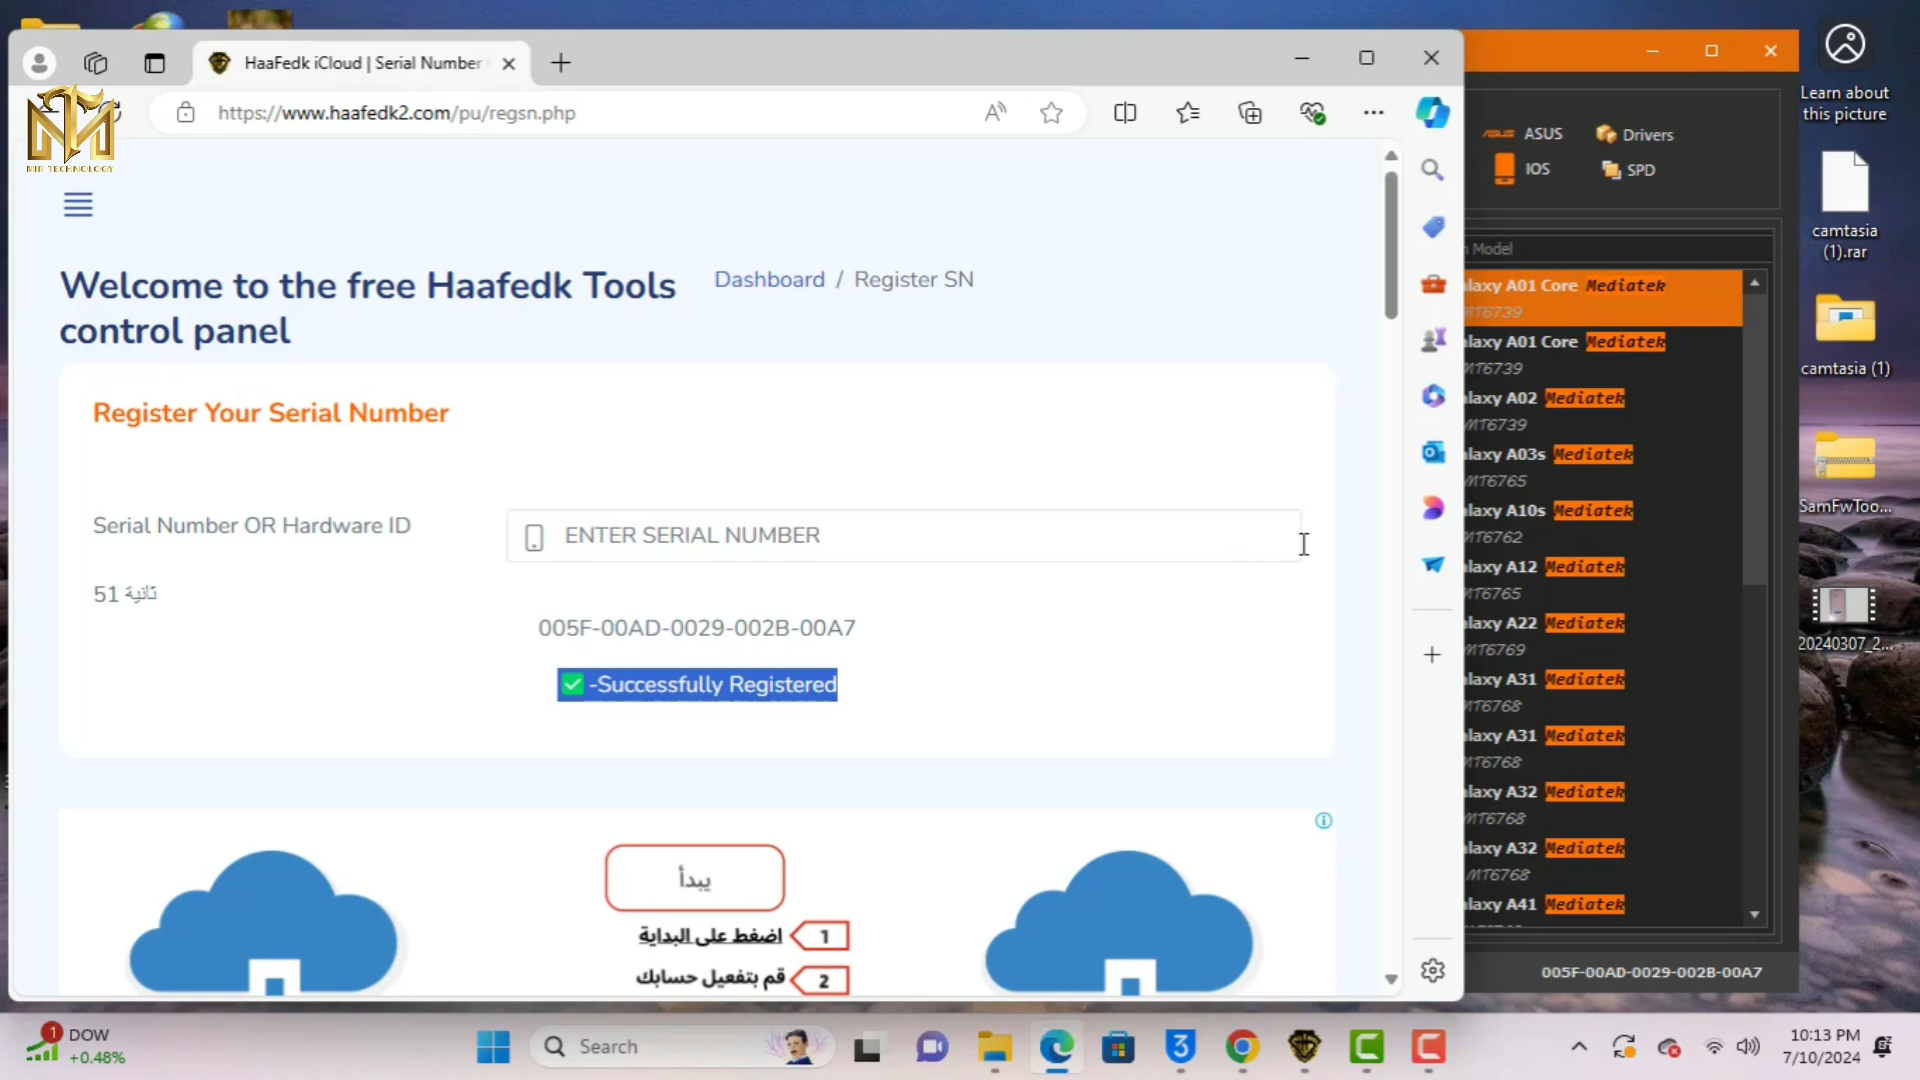 HaaFedk iCloud | Serial Number
https://www.haafedk2.com/pu/regsn.php
MIR TECHNOLOGY
Welcome to the free Haafedk Tools
control panel
Dashboard / Register SN
Register Your Serial Number
Serial Number OR Hardware ID
ENTER SERIAL NUMBER
51 ثانية
005F-00AD-0029-002B-00A7
✅ -Successfully Registered
يبدأ
اضغط على البداية 1
قم بتفعيل حسابك 2
ASUS
Drivers
IOS
SPD
Model
laxy A01 Core Mediatek
MT6739
laxy A01 Core Mediatek
MT6739
laxy A02 Mediatek
MT6739
laxy A03s Mediatek
MT6765
laxy A10s Mediatek
MT6762
laxy A12 Mediatek
MT6765
laxy A22 Mediatek
MT6769
laxy A31 Mediatek
MT6768
laxy A31 Mediatek
MT6768
laxy A32 Mediatek
MT6768
laxy A32 Mediatek
MT6768
laxy A41 Mediatek
005F-00AD-0029-002B-00A7
Learn about
this picture
camtasia
(1).rar
camtasia (1)
SamFwToo...
20240307_2...
1
DOW
+0.48%
Search
3
10:13 PM
7/10/2024